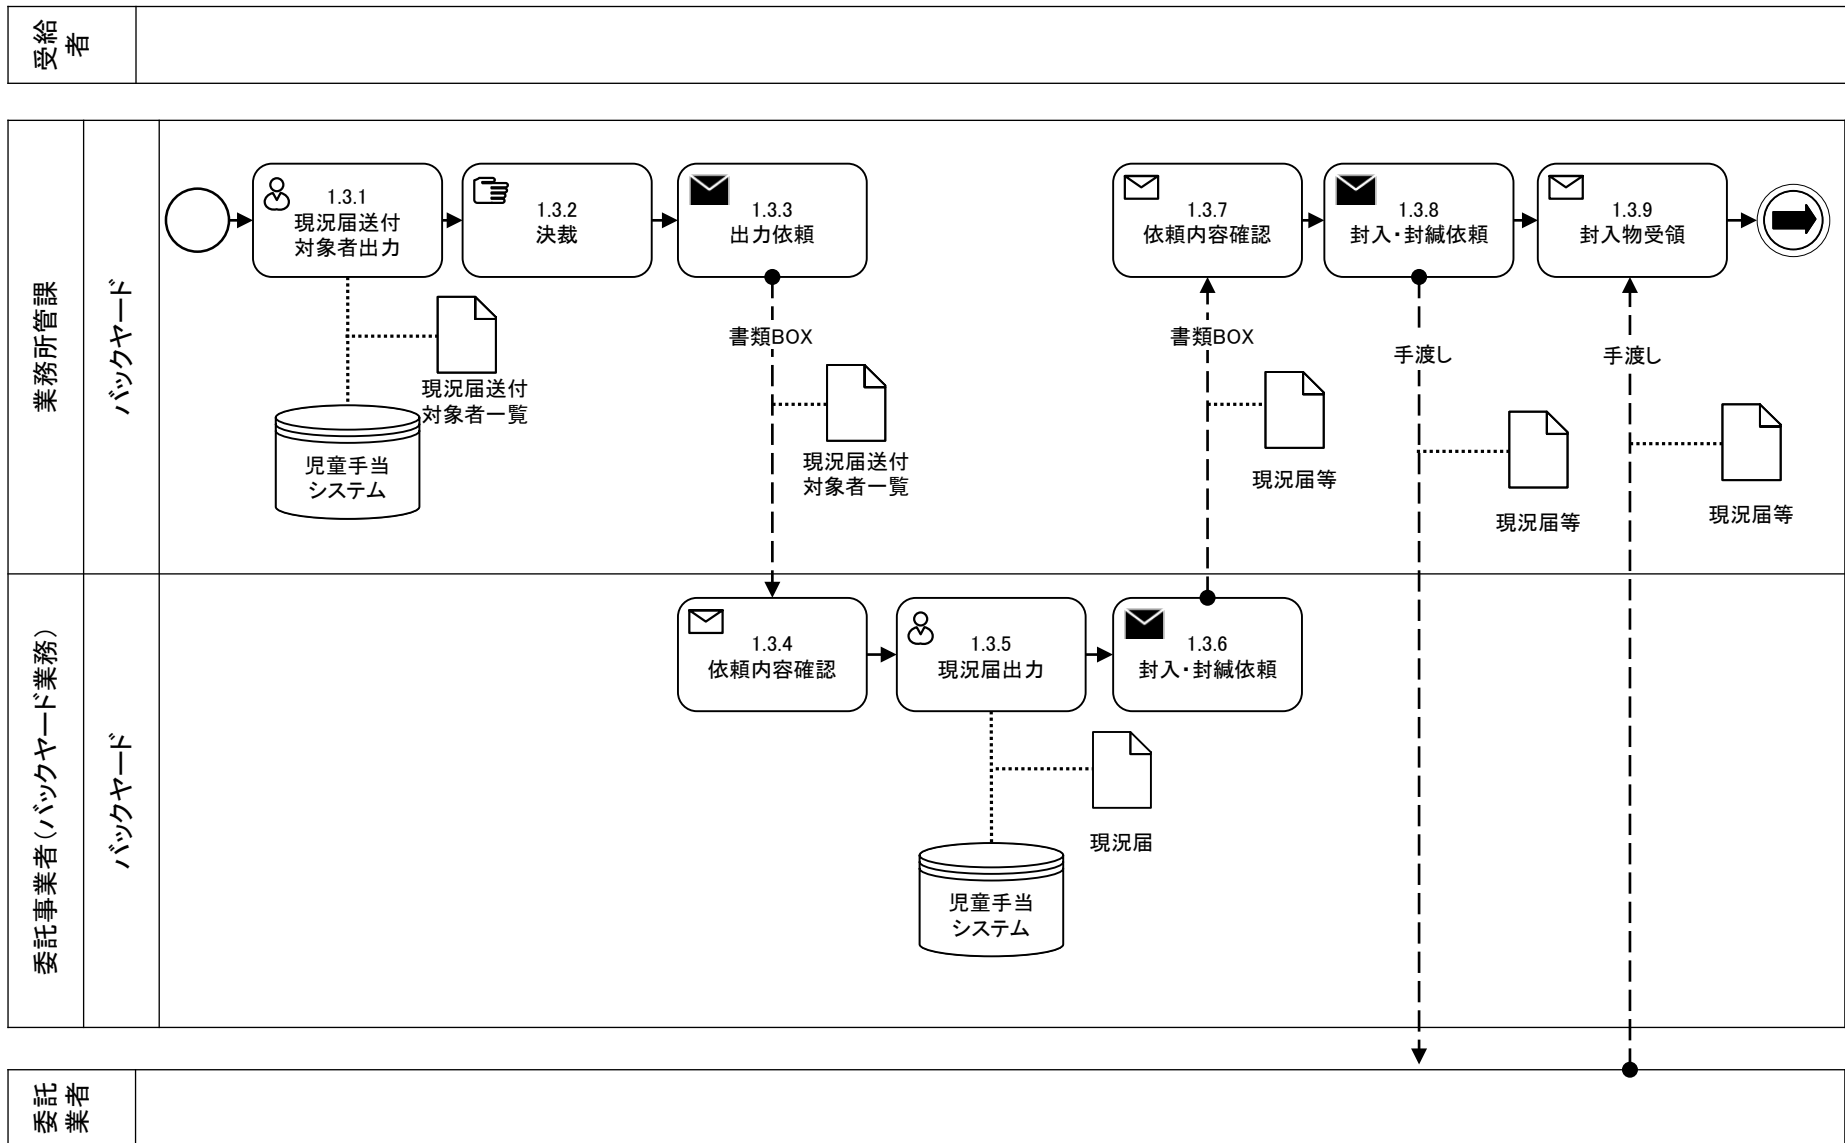 受給
者
業務所管課
バックヤード
1.3.1
現況届送付
対象者出力
1.3.2
決裁
1.3.3
出力依頼
1.3.7
依頼内容確認
1.3.8
封入・封緘依頼
1.3.9
封入物受領
書類BOX
書類BOX
手渡し
手渡し
現況届送付
対象者一覧
児童手当
システム
現況届送付
対象者一覧
現況届等
現況届等
現況届等
委託事業者(バックヤード業務)
バックヤード
1.3.4
依頼内容確認
1.3.5
現況届出力
1.3.6
封入・封緘依頼
現況届
児童手当
システム
委託
業者